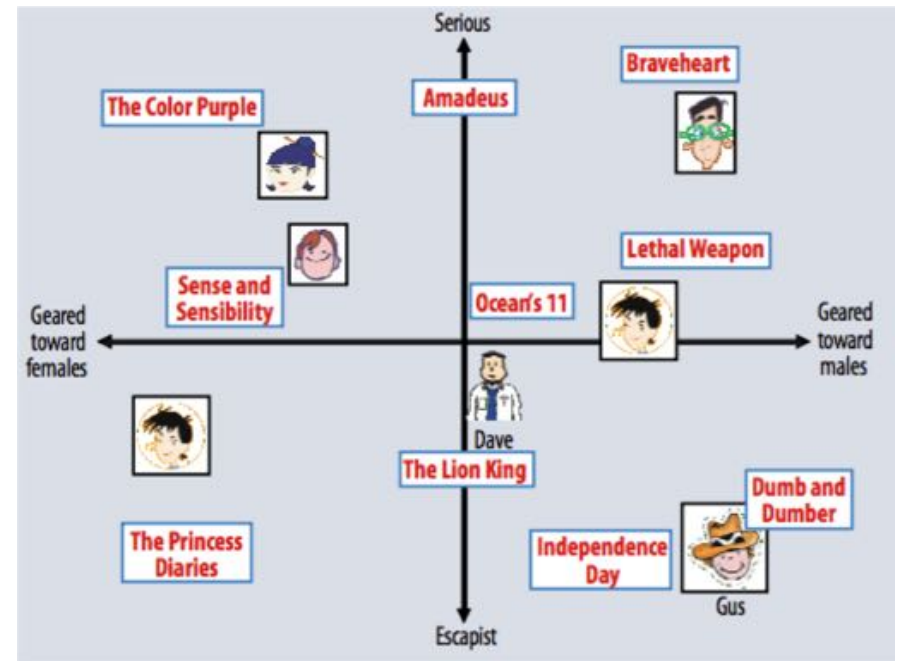 Serious
Braveheart
Amadeus
The Color Purple
Lethal Weapon
Sense and
Sensibility
Ocean's 11
Geared
toward
females
Geared
toward
males
Dave
The Lion King
Dumb and
Dumber
The Princess
Diaries
Independence
Day
Gus
Escapist